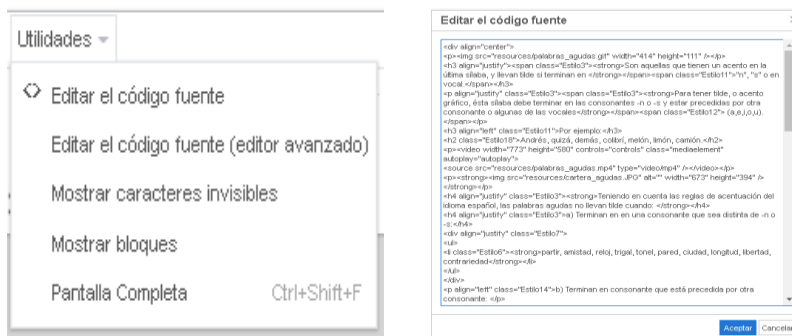 Utilidades
Editar el código fuente
Editar el código fuente (editor avanzado)
Mostrar caracteres invisibles
Mostrar bloques
Pantalla Completa Ctrl+Shift+F
Editar el código fuente
<div align="center">
<p><img src="resources/palabras_agudas.gif" width="414" height="111" /></p>
<h3 align="justify"><span class="Estilo3"><strong>Son aquellas que tienen un acento en la
última sílaba, y llevan tilde si terminan en </strong></span><span class="Estilo11">"n", "s" o en
vocal.</span></h3>
<p align="justify" class="Estilo3"><span class="Estilo3"><strong>Para tener tilde, o acento
gráfico, ésta sílaba debe terminar en las consonantes -n o -s y estar precedidas por otra
consonante o algunas de las vocales</strong></span><span class="Estilo12"> (a,e,i,o,u).
</span></p>
<h3 align="left" class="Estilo11">Por ejemplo:</h3>
<h2 class="Estilo18">Andrés, quizá, demás, colibrí, melón, limón, camión.</h2>
<p><video width="773" height="580" controls="controls" class="mediaelement"
autoplay="autoplay">
<source src="resources/palabras_agudas.mp4" type="video/mp4" /></video></p>
<p><strong><img src="resources/cartera_agudas.JPG" alt="" width="673" height="394" />
</strong></p>
<h4 align="justify" class="Estilo3"><strong>Teniendo en cuenta las reglas de acentuación del
idioma español, las palabras agudas no llevan tilde cuando: </strong></h4>
<h4 align="justify" class="Estilo3">a) Terminan en en una consonante que sea distinta de -n o
-s:</h4>
<div align="justify" class="Estilo7">
<ul>
<li class="Estilo6"><strong>partir, amistad, reloj, trigal, tonel, pared, ciudad, longitud, libertad,
contrariedad</strong></li>
</ul>
</div>
<p align="left" class="Estilo14">b) Terminan en consonante que está precedida por otra
consonante: </p>
Aceptar Cancelar